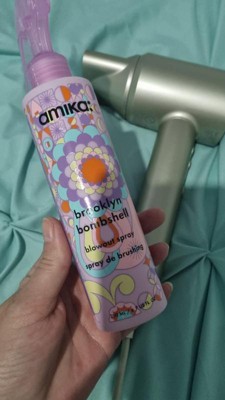 amika:
brooklyn
bombshell
blowout spray
spray de brushing